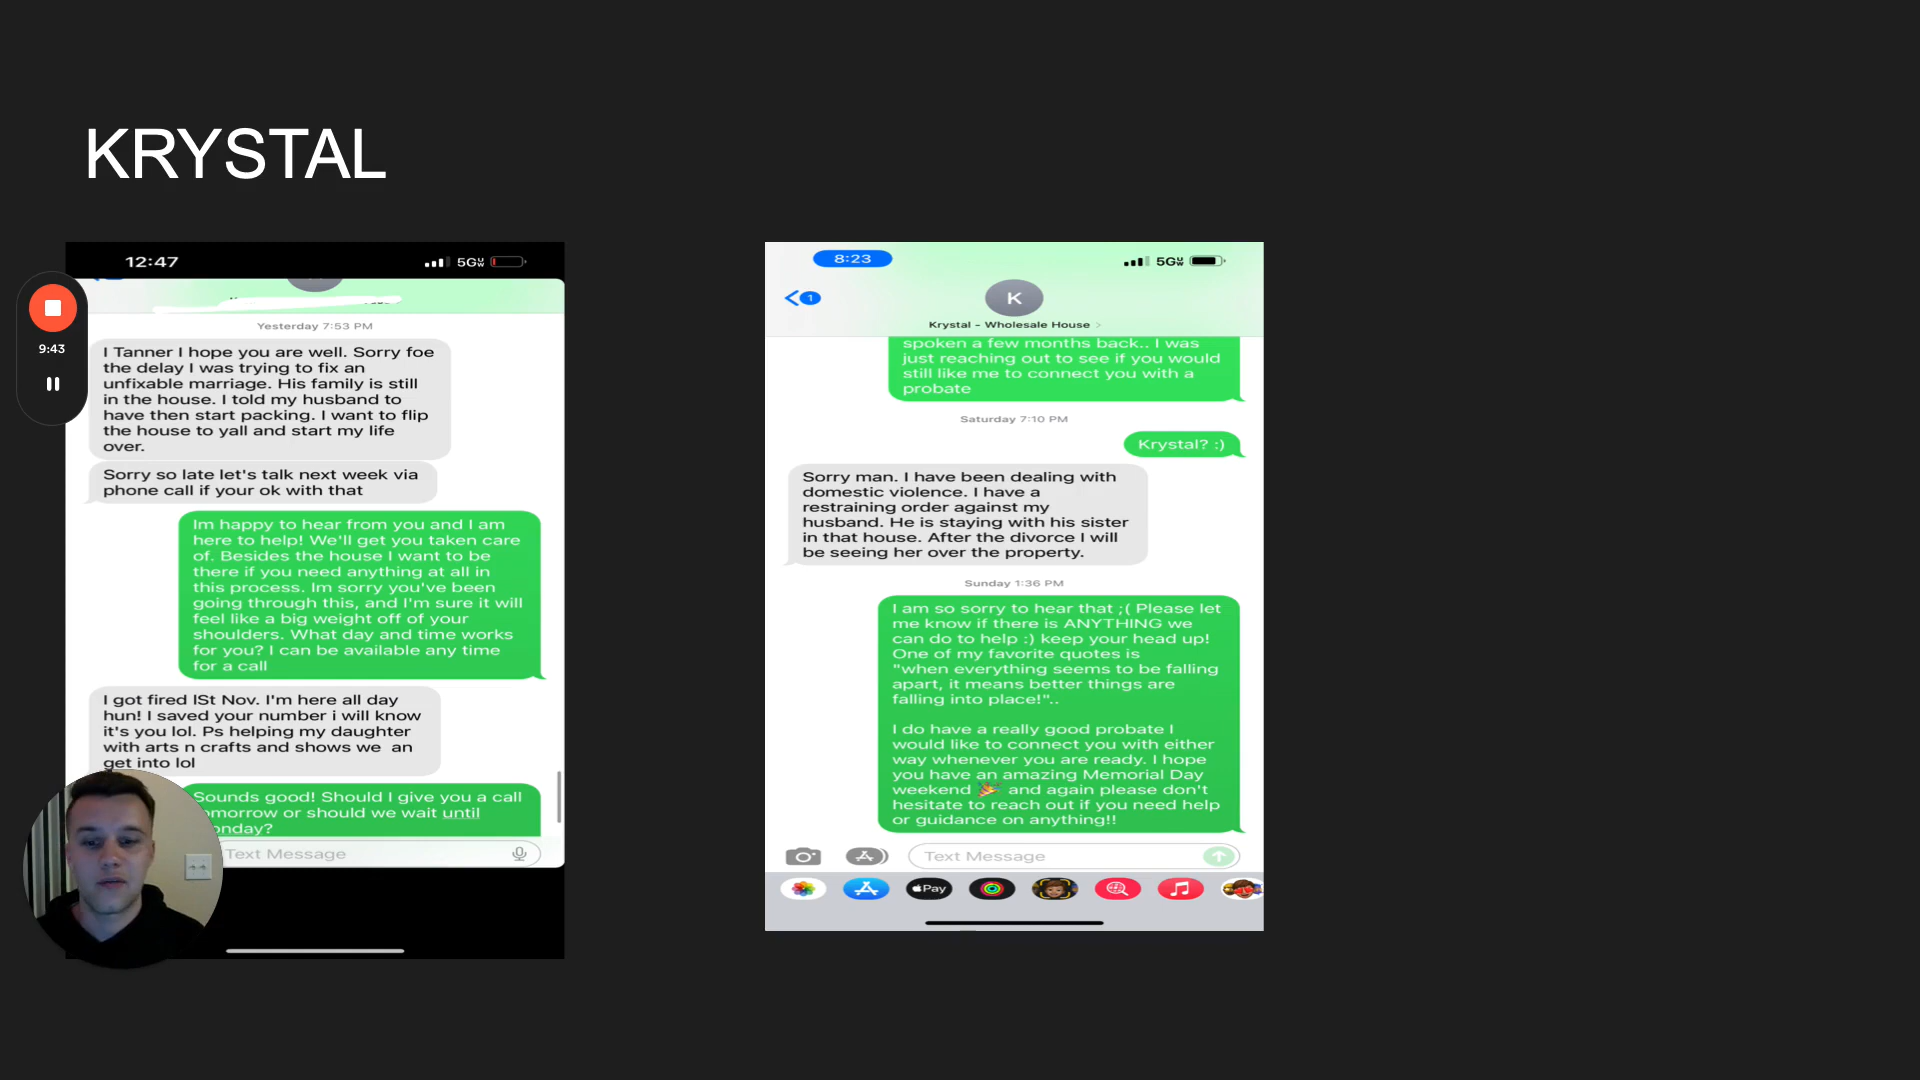 KRYSTAL
12:47
5GUW
9:43
Yesterday 7:53 PM
I Tanner I hope you are well. Sorry foe
the delay I was trying to fix an
unfixable marriage. His family is still
in the house. I told my husband to
have then start packing. I want to flip
the house to yall and start my life
over.
Sorry so late let's talk next week via
phone call if your ok with that
Im happy to hear from you and I am
here to help! We'll get you taken care
of. Besides the house I want to be
there if you need anything at all in
this process. Im sorry you've been
going through this, and I'm sure it will
feel like a big weight off of your
shoulders. What day and time works
for you? I can be available any time
for a call
I got fired lSt Nov. I'm here all day
hun! I saved your number i will know
it's you lol. Ps helping my daughter
with arts n crafts and shows we  an
get into lol
Sounds good! Should I give you a call
omorrow or should we wait until
onday?
Text Message
8:23
5GUW
1
K
Krystal - Wholesale House
spoken a few months back.. I was
just reaching out to see if you would
still like me to connect you with a
probate
Saturday 7:10 PM
Krystal? :)
Sorry man. I have been dealing with
domestic violence. I have a
restraining order against my
husband. He is staying with his sister
in that house. After the divorce I will
be seeing her over the property.
Sunday 1:36 PM
I am so sorry to hear that ;( Please let
me know if there is ANYTHING we
can do to help :) keep your head up!
One of my favorite quotes is
"when everything seems to be falling
apart, it means better things are
falling into place!"..
I do have a really good probate I
would like to connect you with either
way whenever you are ready. I hope
you have an amazing Memorial Day
weekend 🎉 and again please don't
hesitate to reach out if you need help
or guidance on anything!!
Text Message
Pay